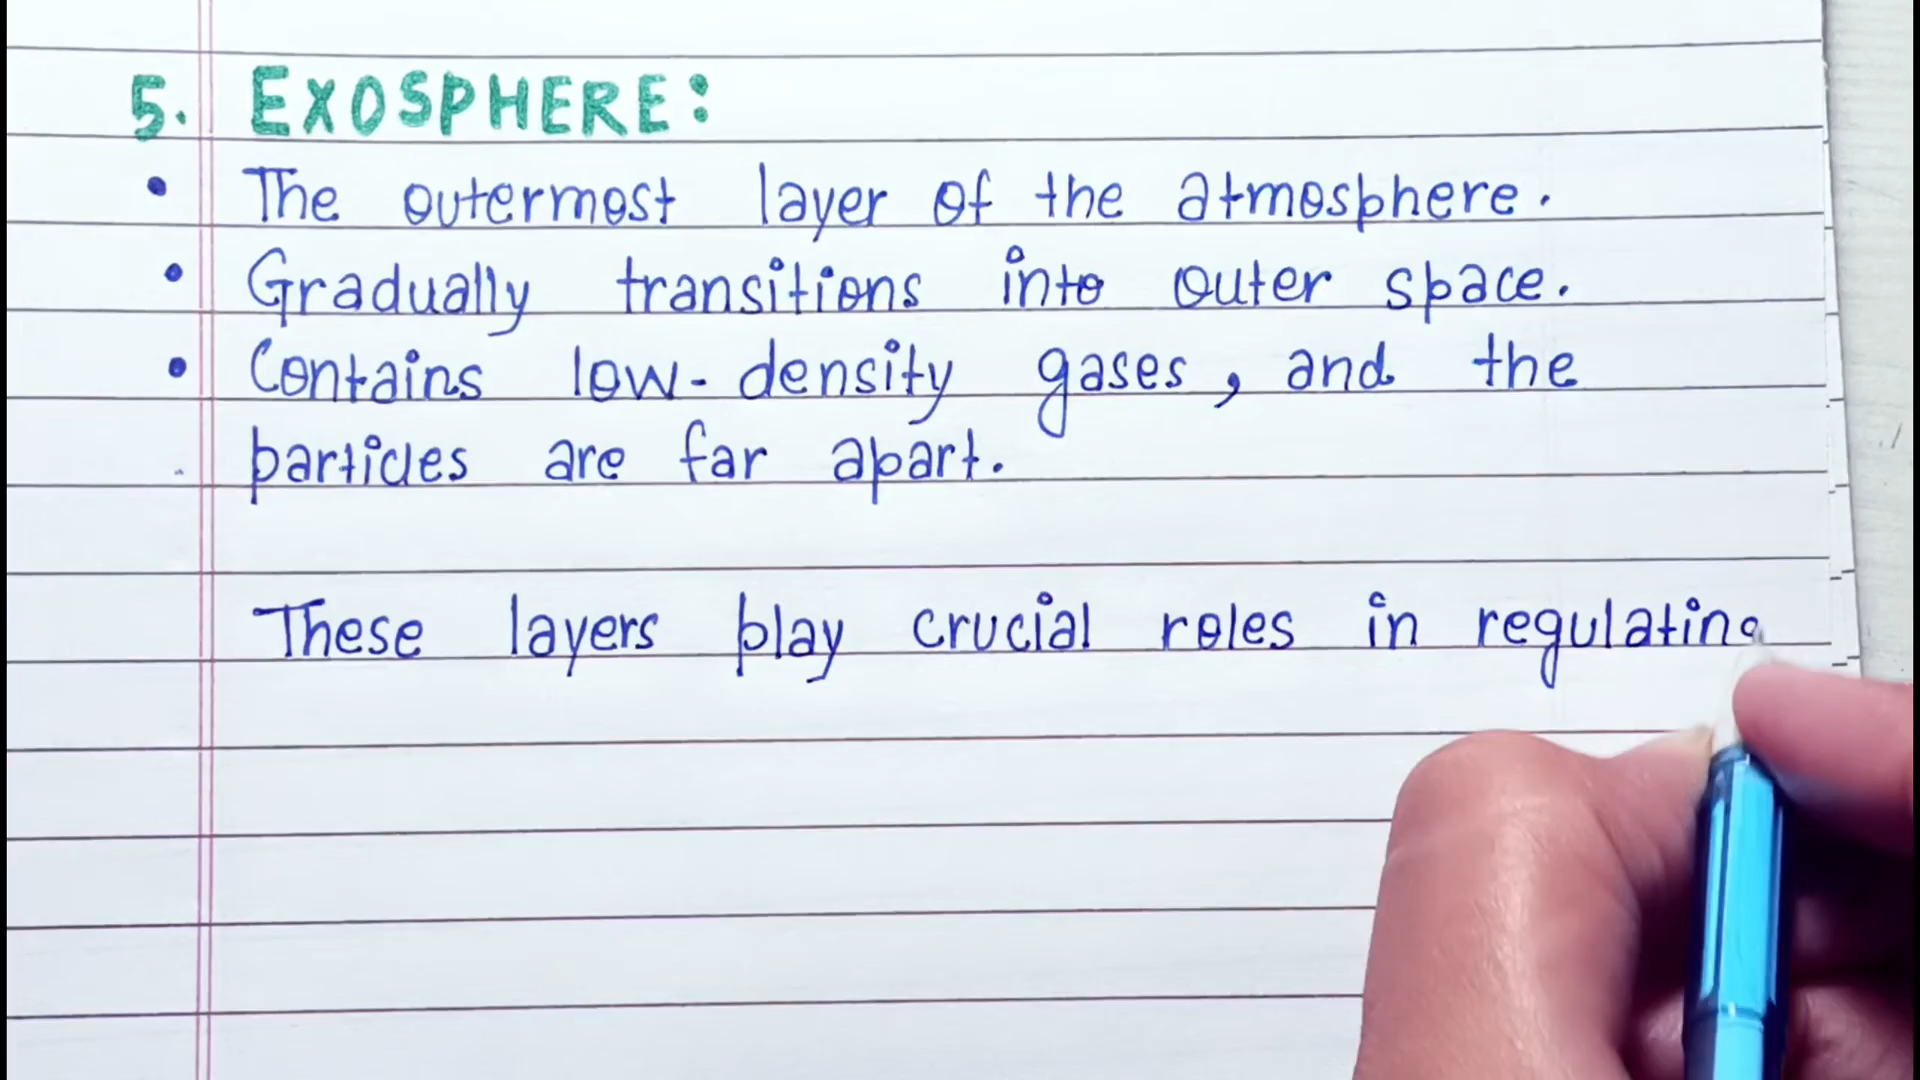 5. EXOSPHERE:
• The outermost layer of the atmosphere.
• Gradually transitions into outer space.
• Contains low-density gases, and the
particles are far apart.
These layers play crucial roles in regulatin